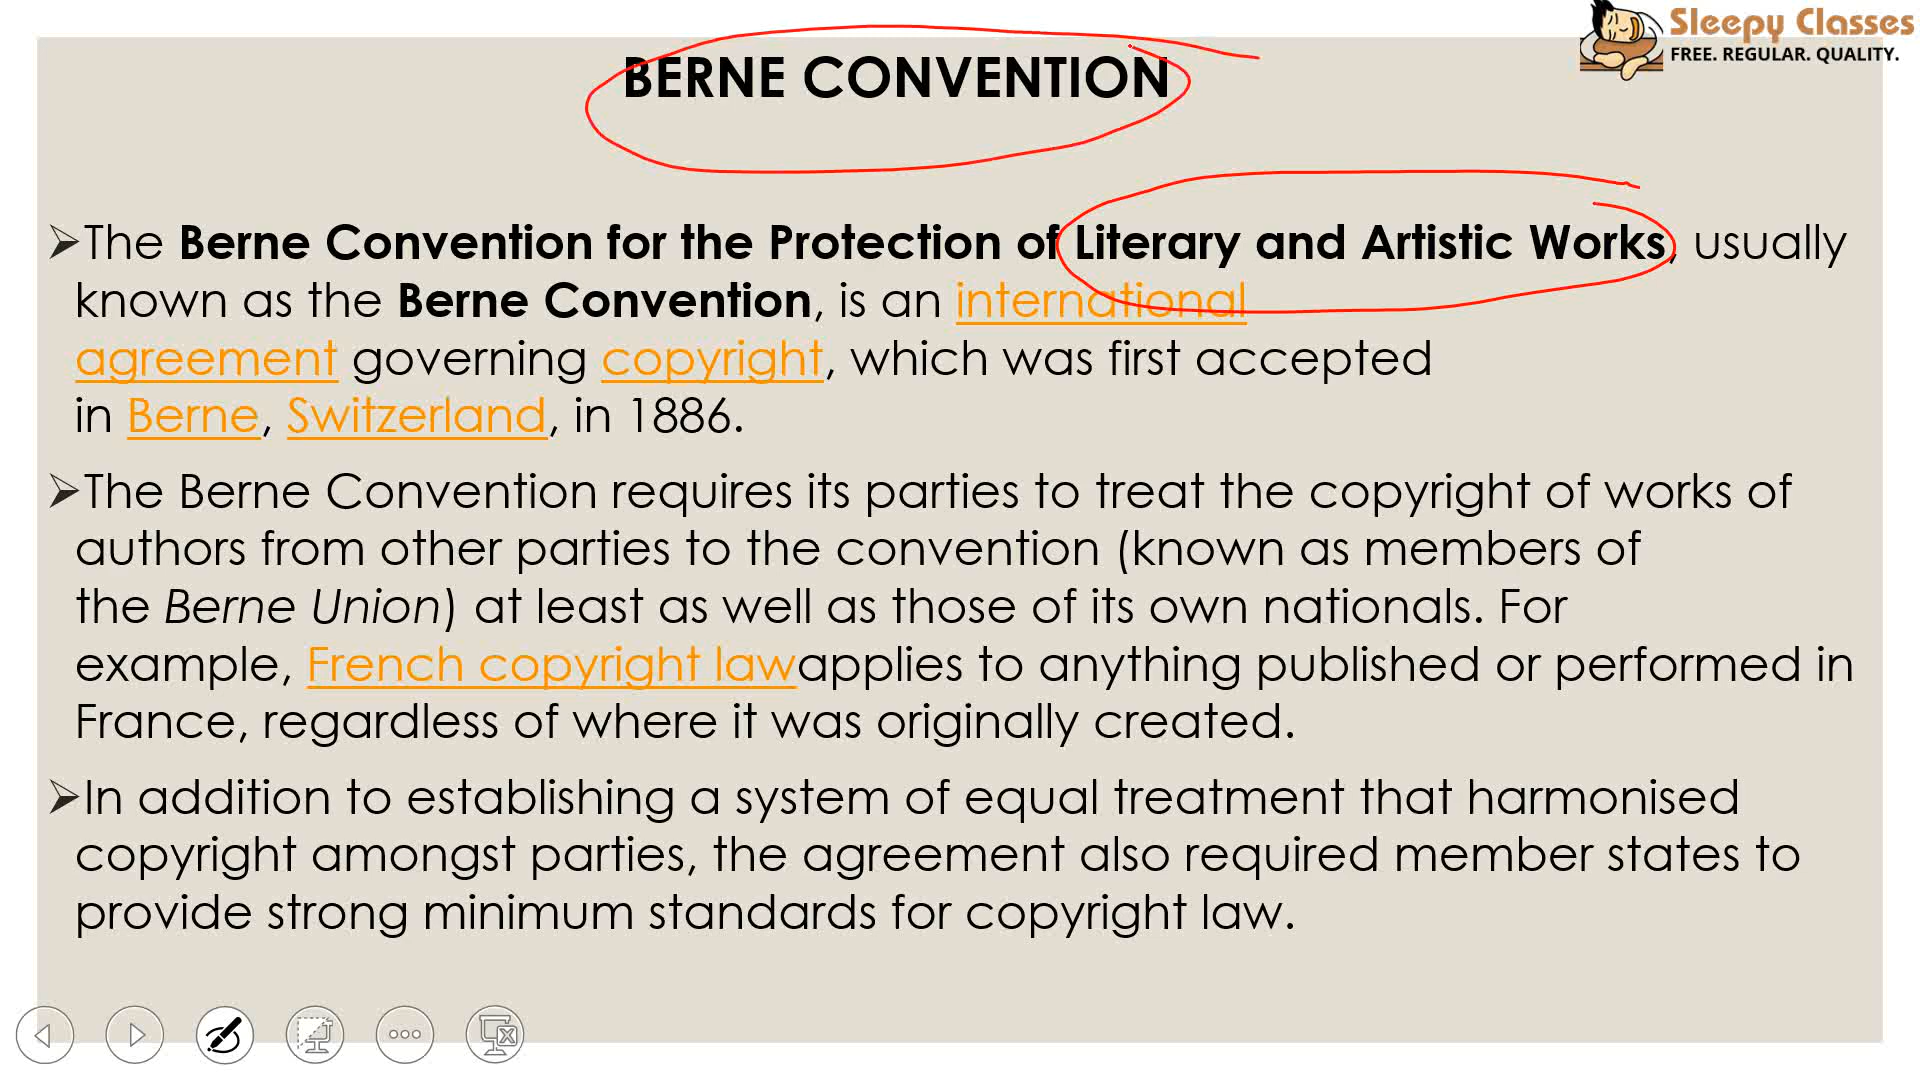 Sleepy Classes
FREE. REGULAR. QUALITY.
BERNE CONVENTION
➢The Berne Convention for the Protection of Literary and Artistic Works, usually
known as the Berne Convention, is an international
agreement governing copyright, which was first accepted
in Berne, Switzerland, in 1886.
➢The Berne Convention requires its parties to treat the copyright of works of
authors from other parties to the convention (known as members of
the Berne Union) at least as well as those of its own nationals. For
example, French copyright lawapplies to anything published or performed in
France, regardless of where it was originally created.
➢In addition to establishing a system of equal treatment that harmonised
copyright amongst parties, the agreement also required member states to
provide strong minimum standards for copyright law.